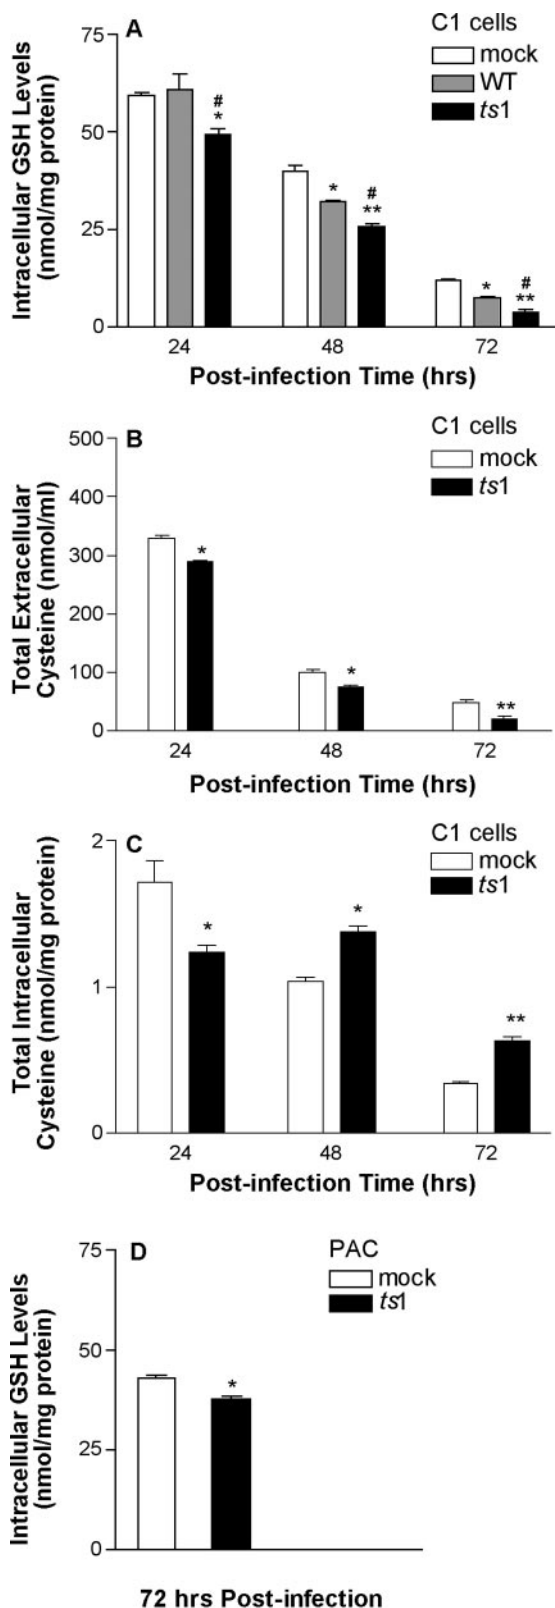 A
C1 cells
mock
WT
ts1
Intracellular GSH Levels
(nmol/mg protein)
75
50
25
0
#
*
*
#
**
*
#
**
24 48 72
Post-infection Time (hrs)
B
C1 cells
mock
ts1
Total Extracellular
Cysteine (nmol/ml)
500
400
300
200
100
0
*
*
**
24 48 72
Post-infection Time (hrs)
C
C1 cells
mock
ts1
Total Intracellular
Cysteine (nmol/mg protein)
2
1
0
*
*
**
24 48 72
Post-infection Time (hrs)
D
PAC
mock
ts1
Intracellular GSH Levels
(nmol/mg protein)
75
50
25
0
*
72 hrs Post-infection